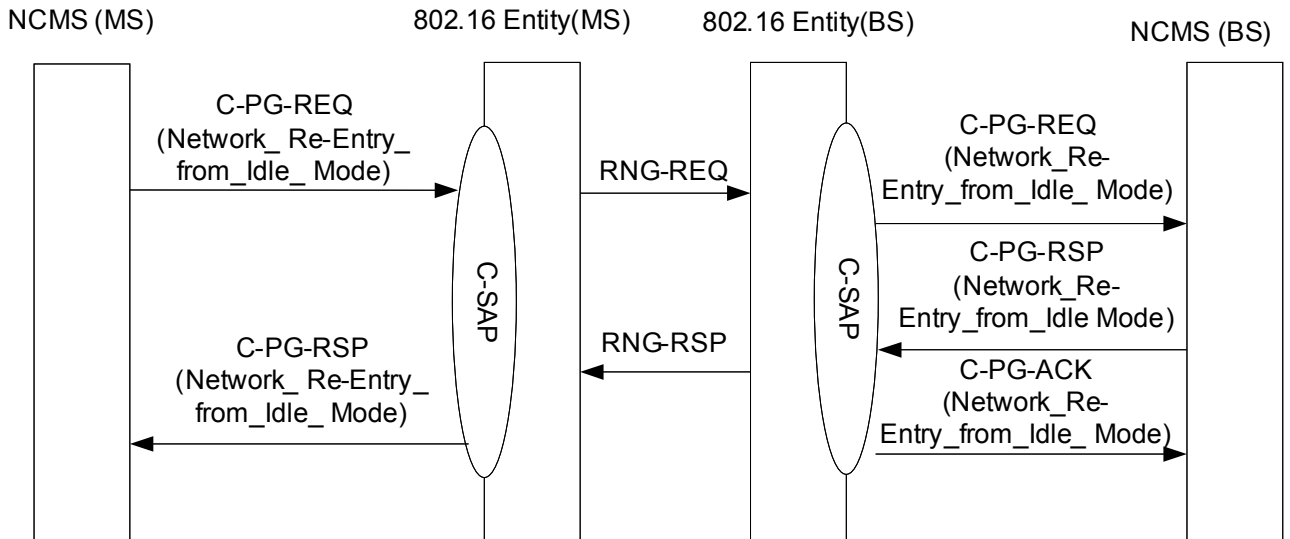 NCMS (MS)
802.16 Entity(MS)
802.16 Entity(BS)
NCMS (BS)
C-PG-REQ
(Network_ Re-Entry_
from_Idle_ Mode)
RNG-REQ
C-PG-REQ
(Network_Re-
Entry_from_Idle_ Mode)
C-SAP
C-SAP
C-PG-RSP
(Network_Re-
Entry_from_Idle Mode)
C-PG-RSP
(Network_ Re-Entry_
from_Idle_ Mode)
RNG-RSP
C-PG-ACK
(Network_Re-
Entry_from_Idle_ Mode)